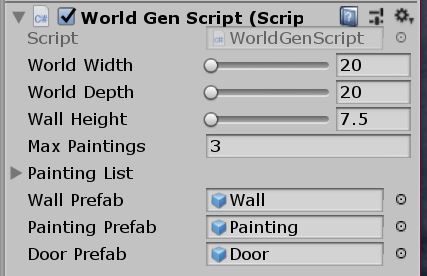 World Gen Script (Scrip
Script WorldGenScript
World Width 20
World Depth 20
Wall Height 7.5
Max Paintings 3
Painting List
Wall Prefab Wall
Painting Prefab Painting
Door Prefab Door